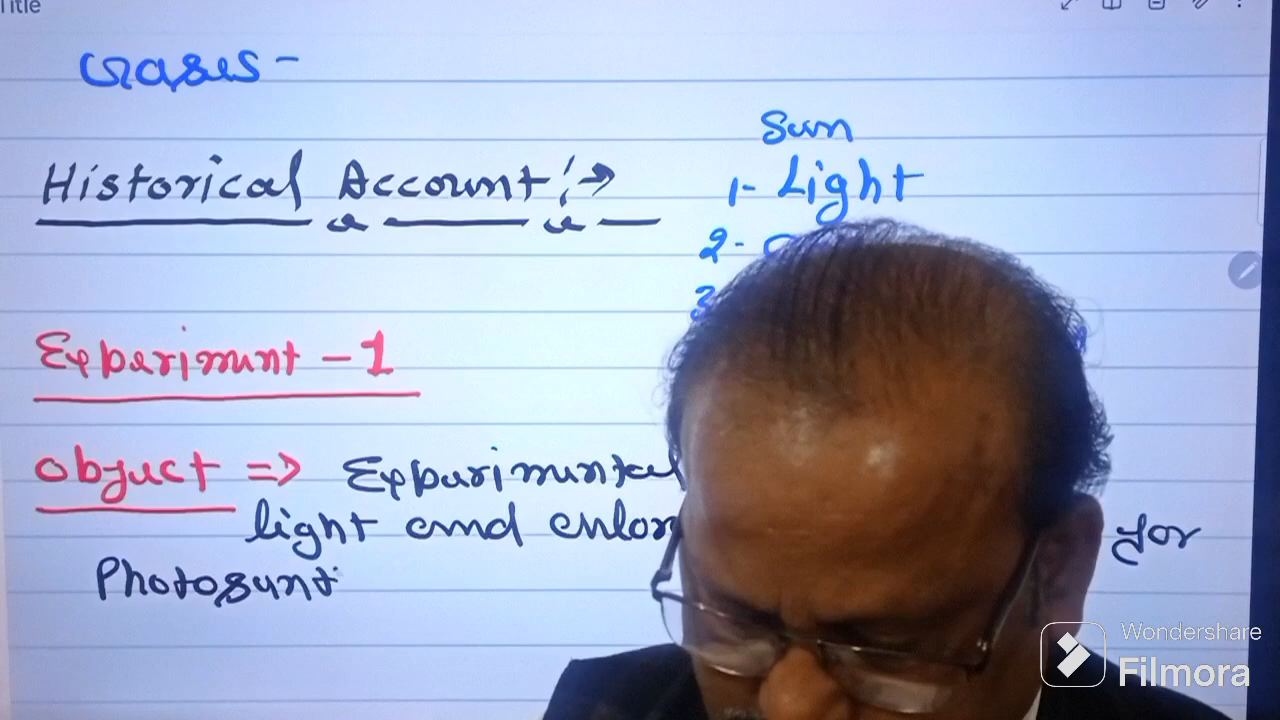 Title
Gases -
Historical Account :→
Sun
1- Light
2-
3
Experiment - 1
Object => Experimental
light and chlor for
Photosynt
Wondershare
Filmora